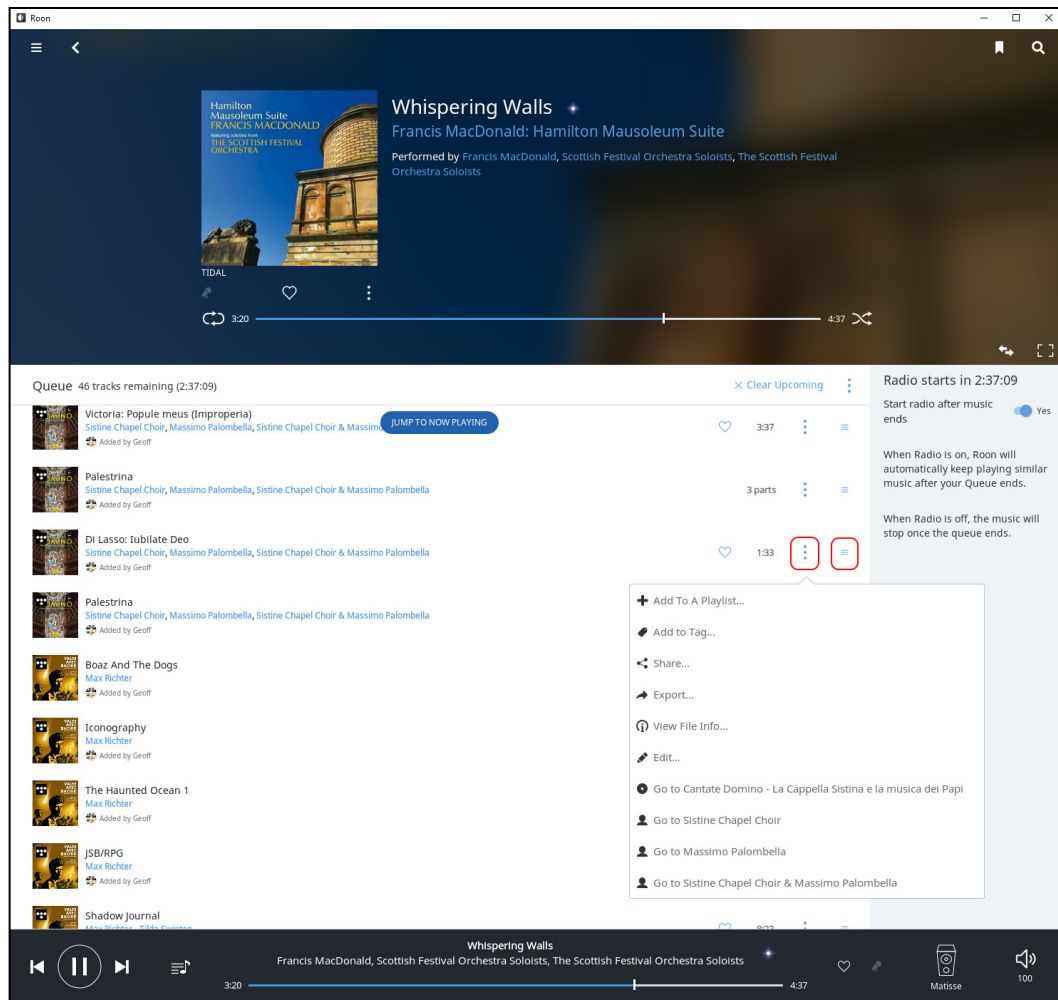 Roon
Hamilton
Mausoleum Suite
FRANCIS MACDONALD
featuring soloists from
THE SCOTTISH FESTIVAL
ORCHESTRA
Whispering Walls
Francis MacDonald: Hamilton Mausoleum Suite
Performed by Francis MacDonald, Scottish Festival Orchestra Soloists, The Scottish Festival
Orchestra Soloists
TIDAL
3:20
4:37
Queue 46 tracks remaining (2:37:09)
Clear Upcoming
Radio starts in 2:37:09
Start radio after music
ends
Yes
When Radio is on, Roon will
automatically keep playing similar
music after your Queue ends.
When Radio is off, the music will
stop once the queue ends.
JUMP TO NOW PLAYING
Victoria: Popule meus (Improperia)
Sistine Chapel Choir, Massimo Palombella, Sistine Chapel Choir & Massimo
Added by Geoff
3:37
Palestrina
Sistine Chapel Choir, Massimo Palombella, Sistine Chapel Choir & Massimo Palombella
Added by Geoff
3 parts
Di Lasso: Iubilate Deo
Sistine Chapel Choir, Massimo Palombella, Sistine Chapel Choir & Massimo Palombella
Added by Geoff
1:33
Palestrina
Sistine Chapel Choir, Massimo Palombella, Sistine Chapel Choir & Massimo Palombella
Added by Geoff
Boaz And The Dogs
Max Richter
Added by Geoff
Iconography
Max Richter
Added by Geoff
The Haunted Ocean 1
Max Richter
Added by Geoff
JSB/RPG
Max Richter
Added by Geoff
Shadow Journal
Max Richter, Tilda Swinton
8:23
Add To A Playlist...
Add to Tag...
Share...
Export...
View File Info...
Edit...
Go to Cantate Domino - La Cappella Sistina e la musica dei Papi
Go to Sistine Chapel Choir
Go to Massimo Palombella
Go to Sistine Chapel Choir & Massimo Palombella
Whispering Walls
Francis MacDonald, Scottish Festival Orchestra Soloists, The Scottish Festival Orchestra Soloists
3:20
4:37
Matisse
100